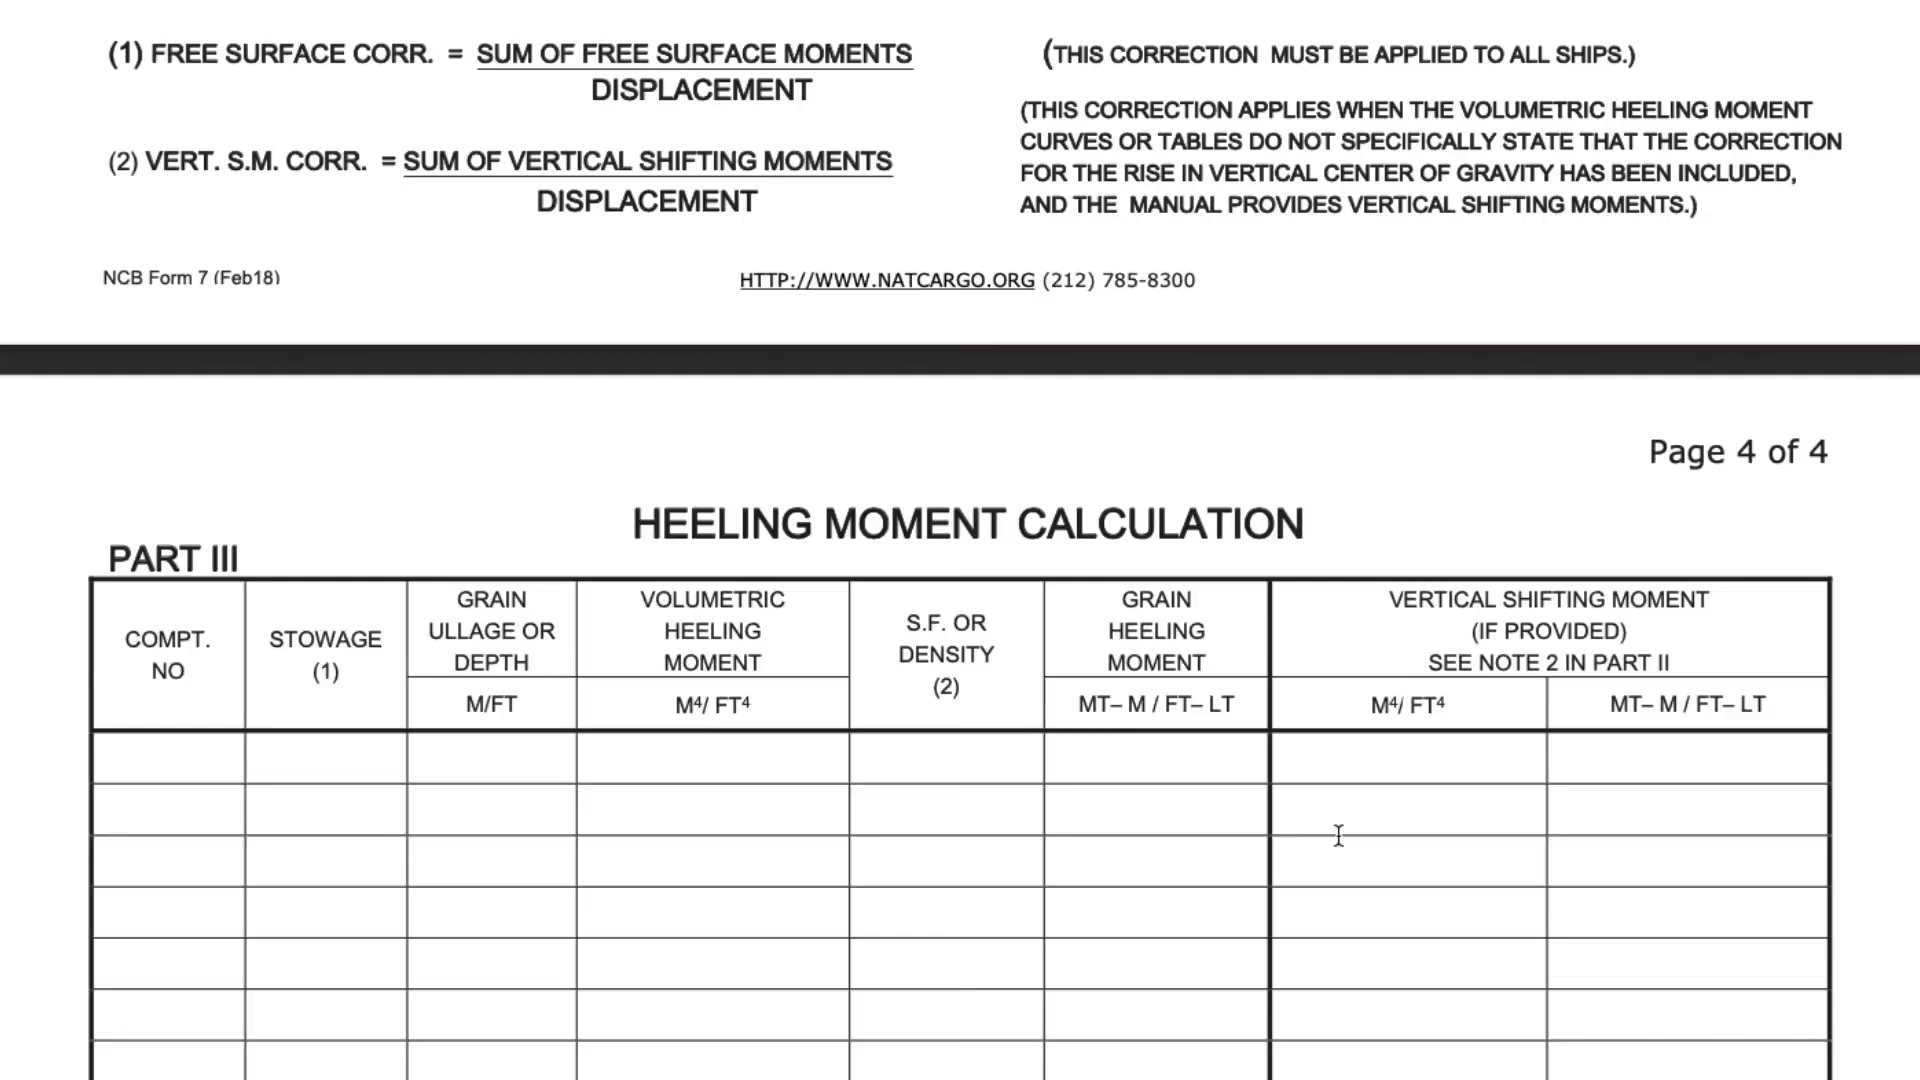 (1) FREE SURFACE CORR. = SUM OF FREE SURFACE MOMENTS
DISPLACEMENT
(THIS CORRECTION MUST BE APPLIED TO ALL SHIPS.)
(2) VERT. S.M. CORR. = SUM OF VERTICAL SHIFTING MOMENTS
DISPLACEMENT
(THIS CORRECTION APPLIES WHEN THE VOLUMETRIC HEELING MOMENT
CURVES OR TABLES DO NOT SPECIFICALLY STATE THAT THE CORRECTION
FOR THE RISE IN VERTICAL CENTER OF GRAVITY HAS BEEN INCLUDED,
AND THE MANUAL PROVIDES VERTICAL SHIFTING MOMENTS.)
NCB Form 7 (Feb18)
HTTP://WWW.NATCARGO.ORG (212) 785-8300
Page 4 of 4
HEELING MOMENT CALCULATION
PART III
COMPT.
NO
STOWAGE
(1)
GRAIN
ULLAGE OR
DEPTH
M/FT
VOLUMETRIC
HEELING
MOMENT
M⁴/ FT⁴
S.F. OR
DENSITY
(2)
GRAIN
HEELING
MOMENT
MT– M / FT– LT
VERTICAL SHIFTING MOMENT
(IF PROVIDED)
SEE NOTE 2 IN PART II
M⁴/ FT⁴
MT– M / FT– LT